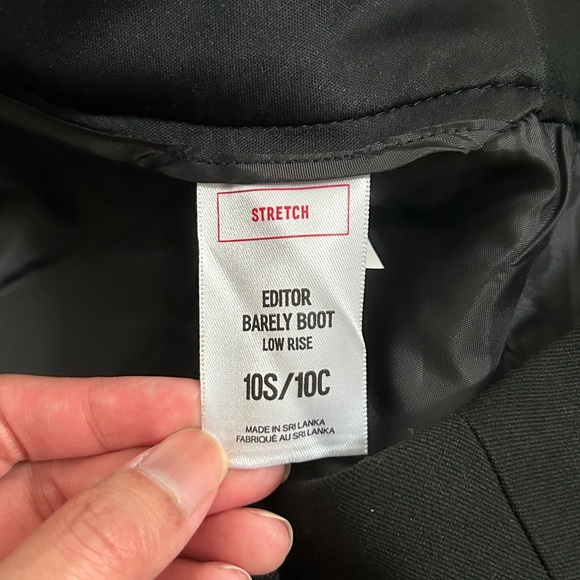 STRETCH
EDITOR
BARELY BOOT
LOW RISE
10S/10C
MADE IN SRI LANKA
FABRIQUÉ AU SRI LANKA